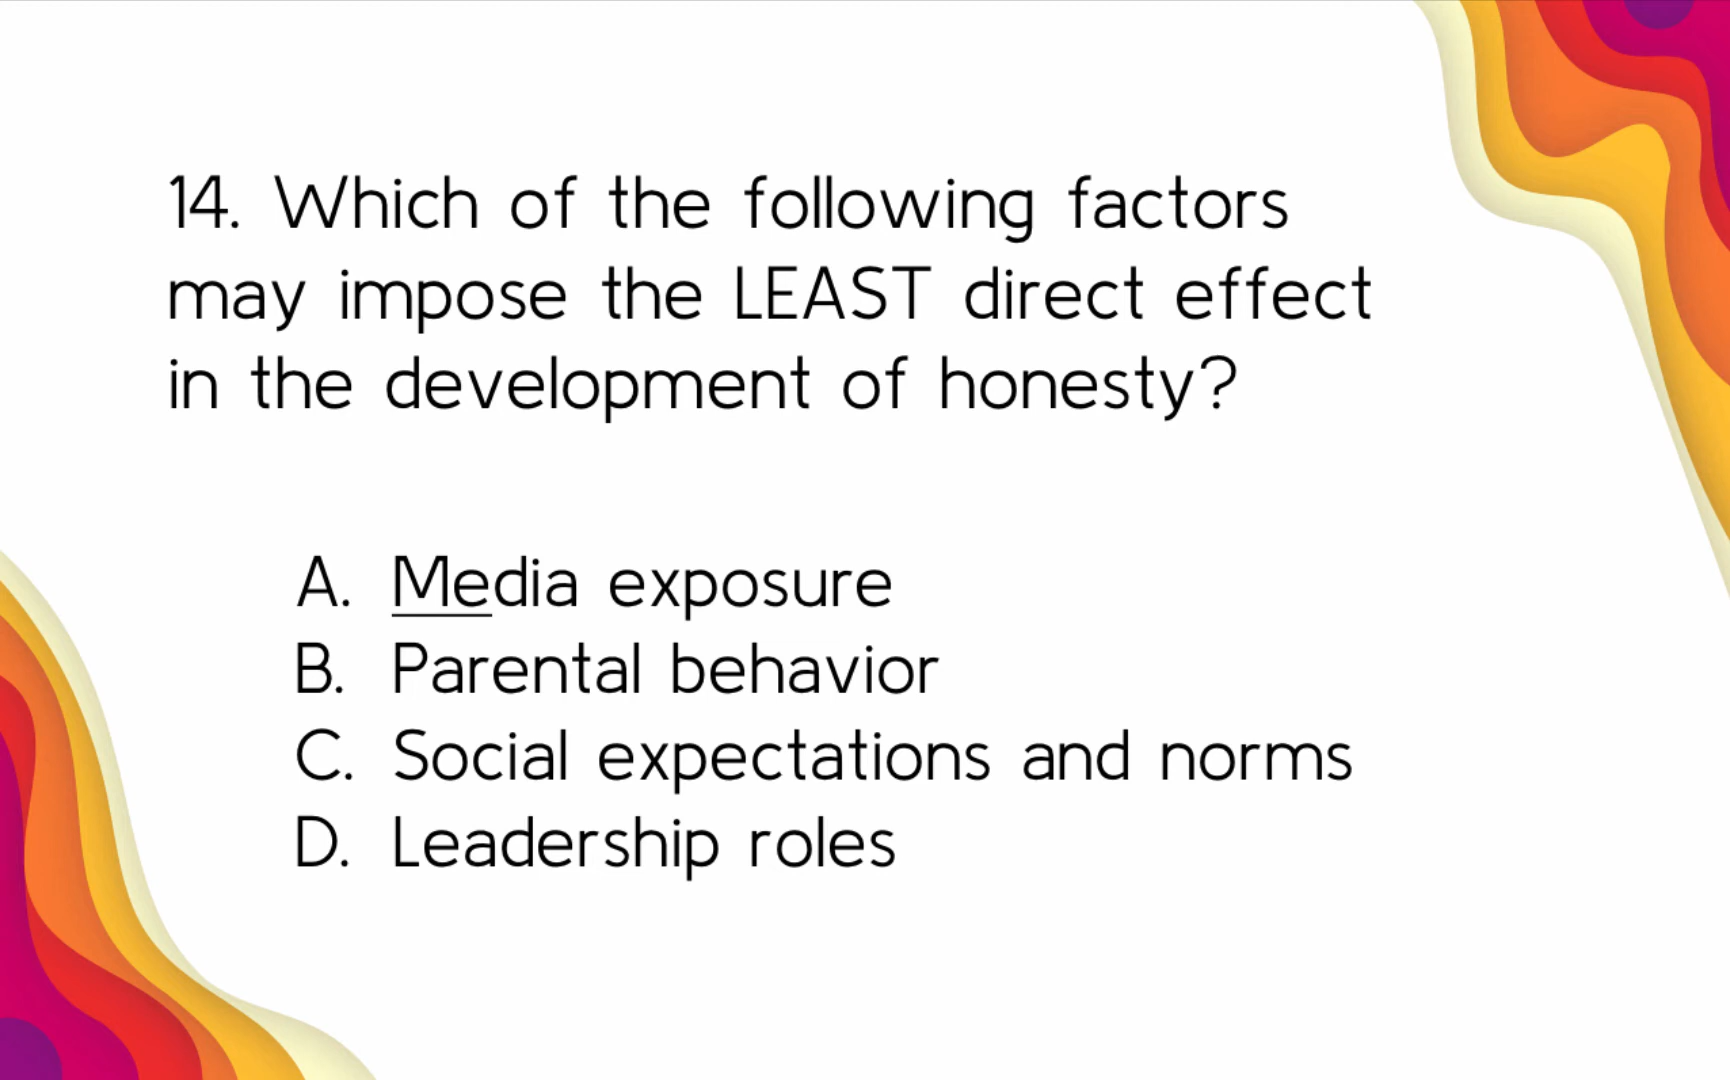 14. Which of the following factors
may impose the LEAST direct effect
in the development of honesty?
A. Media exposure
B. Parental behavior
C. Social expectations and norms
D. Leadership roles